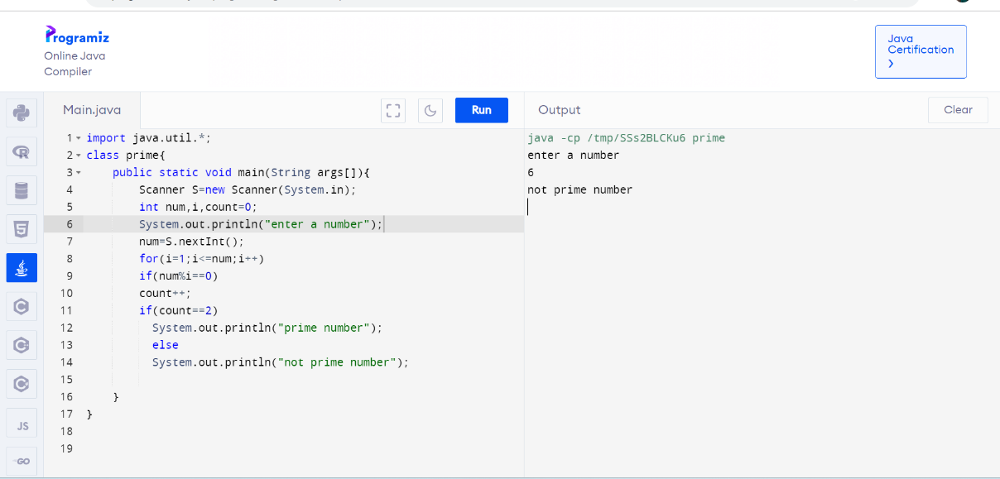 Programiz
Online Java
Compiler
Java
Certification
Main.java
Run
Output
Clear
1 import java.util.*;
2 class prime{
3 public static void main(String args[]){
4 Scanner S=new Scanner(System.in);
5 int num,i,count=0;
6 System.out.println("enter a number");
7 num=S.nextInt();
8 for(i=1;i<=num;i++)
9 if(num%i==0)
10 count++;
11 if(count==2)
12 System.out.println("prime number");
13 else
14 System.out.println("not prime number");
15
16 }
17 }
18
19
java -cp /tmp/SSs2BLCKu6 prime
enter a number
6
not prime number
R
5
C
C
C
JS
GO